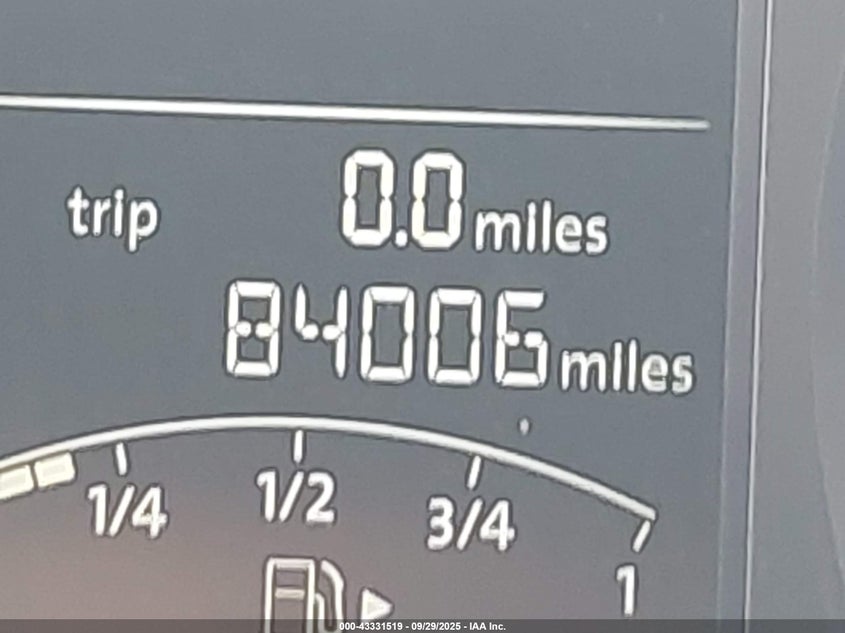 trip 0.0 miles
84006 miles
1/4 1/2 3/4 1
000-43331519 - 09/29/2025 - IAA Inc.